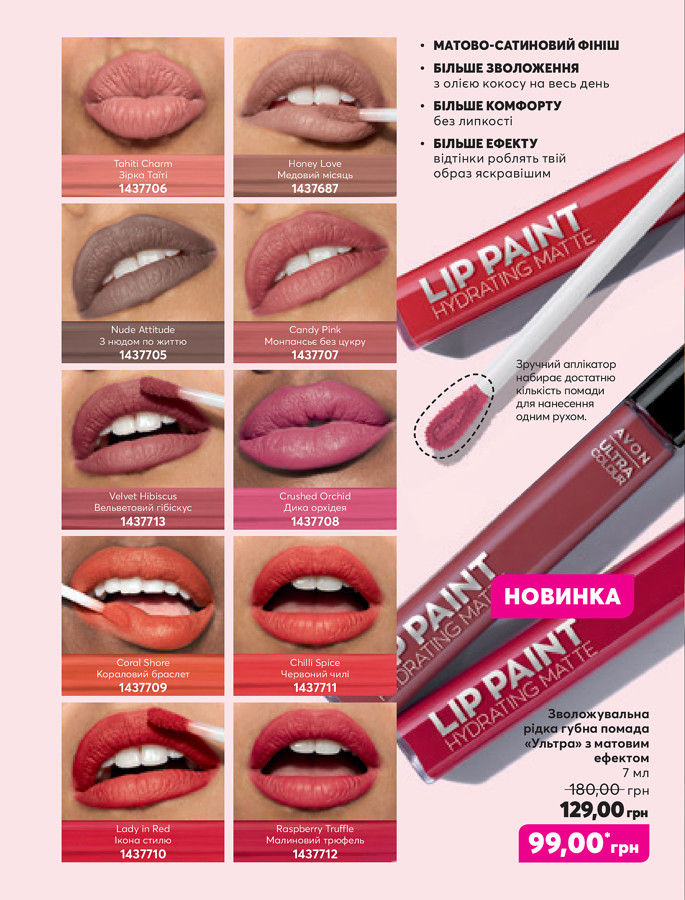 Tahiti Charm
Зірка Таїті
1437706
Honey Love
Медовий місяць
1437687
Nude Attitude
З нюдом по життю
1437705
Candy Pink
Монпансьє без цукру
1437707
Velvet Hibiscus
Вельветовий гібіскус
1437713
Crushed Orchid
Дика орхідея
1437708
Coral Shore
Кораловий браслет
1437709
Chilli Spice
Червоний чилі
1437711
Lady in Red
Ікона стилю
1437710
Raspberry Truffle
Малиновий трюфель
1437712
• МАТОВО-САТИНОВИЙ ФІНІШ
• БІЛЬШЕ ЗВОЛОЖЕННЯ
з олією кокосу на весь день
• БІЛЬШЕ КОМФОРТУ
без липкості
• БІЛЬШЕ ЕФЕКТУ
відтінки роблять твій
образ яскравішим
LIP PAINT
HYDRATING MATTE
Зручний аплікатор
набирає достатню
кількість помади
для нанесення
одним рухом.
AVON
ULTRA
COLOUR
LIP PAINT
HYDRATING MATTE
НОВИНКА
LIP PAINT
HYDRATING MATTE
Зволожувальна
рідка губна помада
«Ультра» з матовим
ефектом
7 мл
180,00 грн
129,00 грн
99,00* грн